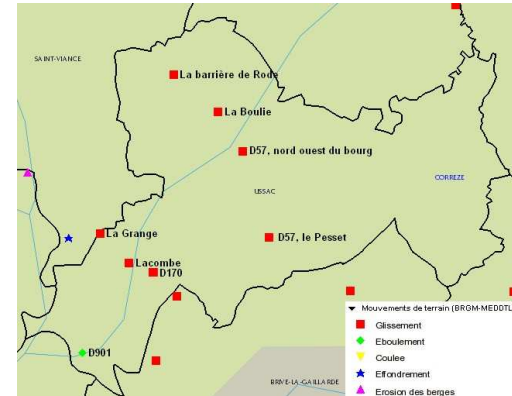 SAINT-VIANCE
La barrière de Rode
La Boulie
D57, nord ouest du bourg
CORREZE
USSAC
La Grange
D57, le Pesset
Lacombe
D170
Mouvements de terrain (BRGM-MEDDTL
Glissement
Eboulement
D901
Coulee
Effondrement
BRIVE-LA-GAILLARDE
Erosion des berges